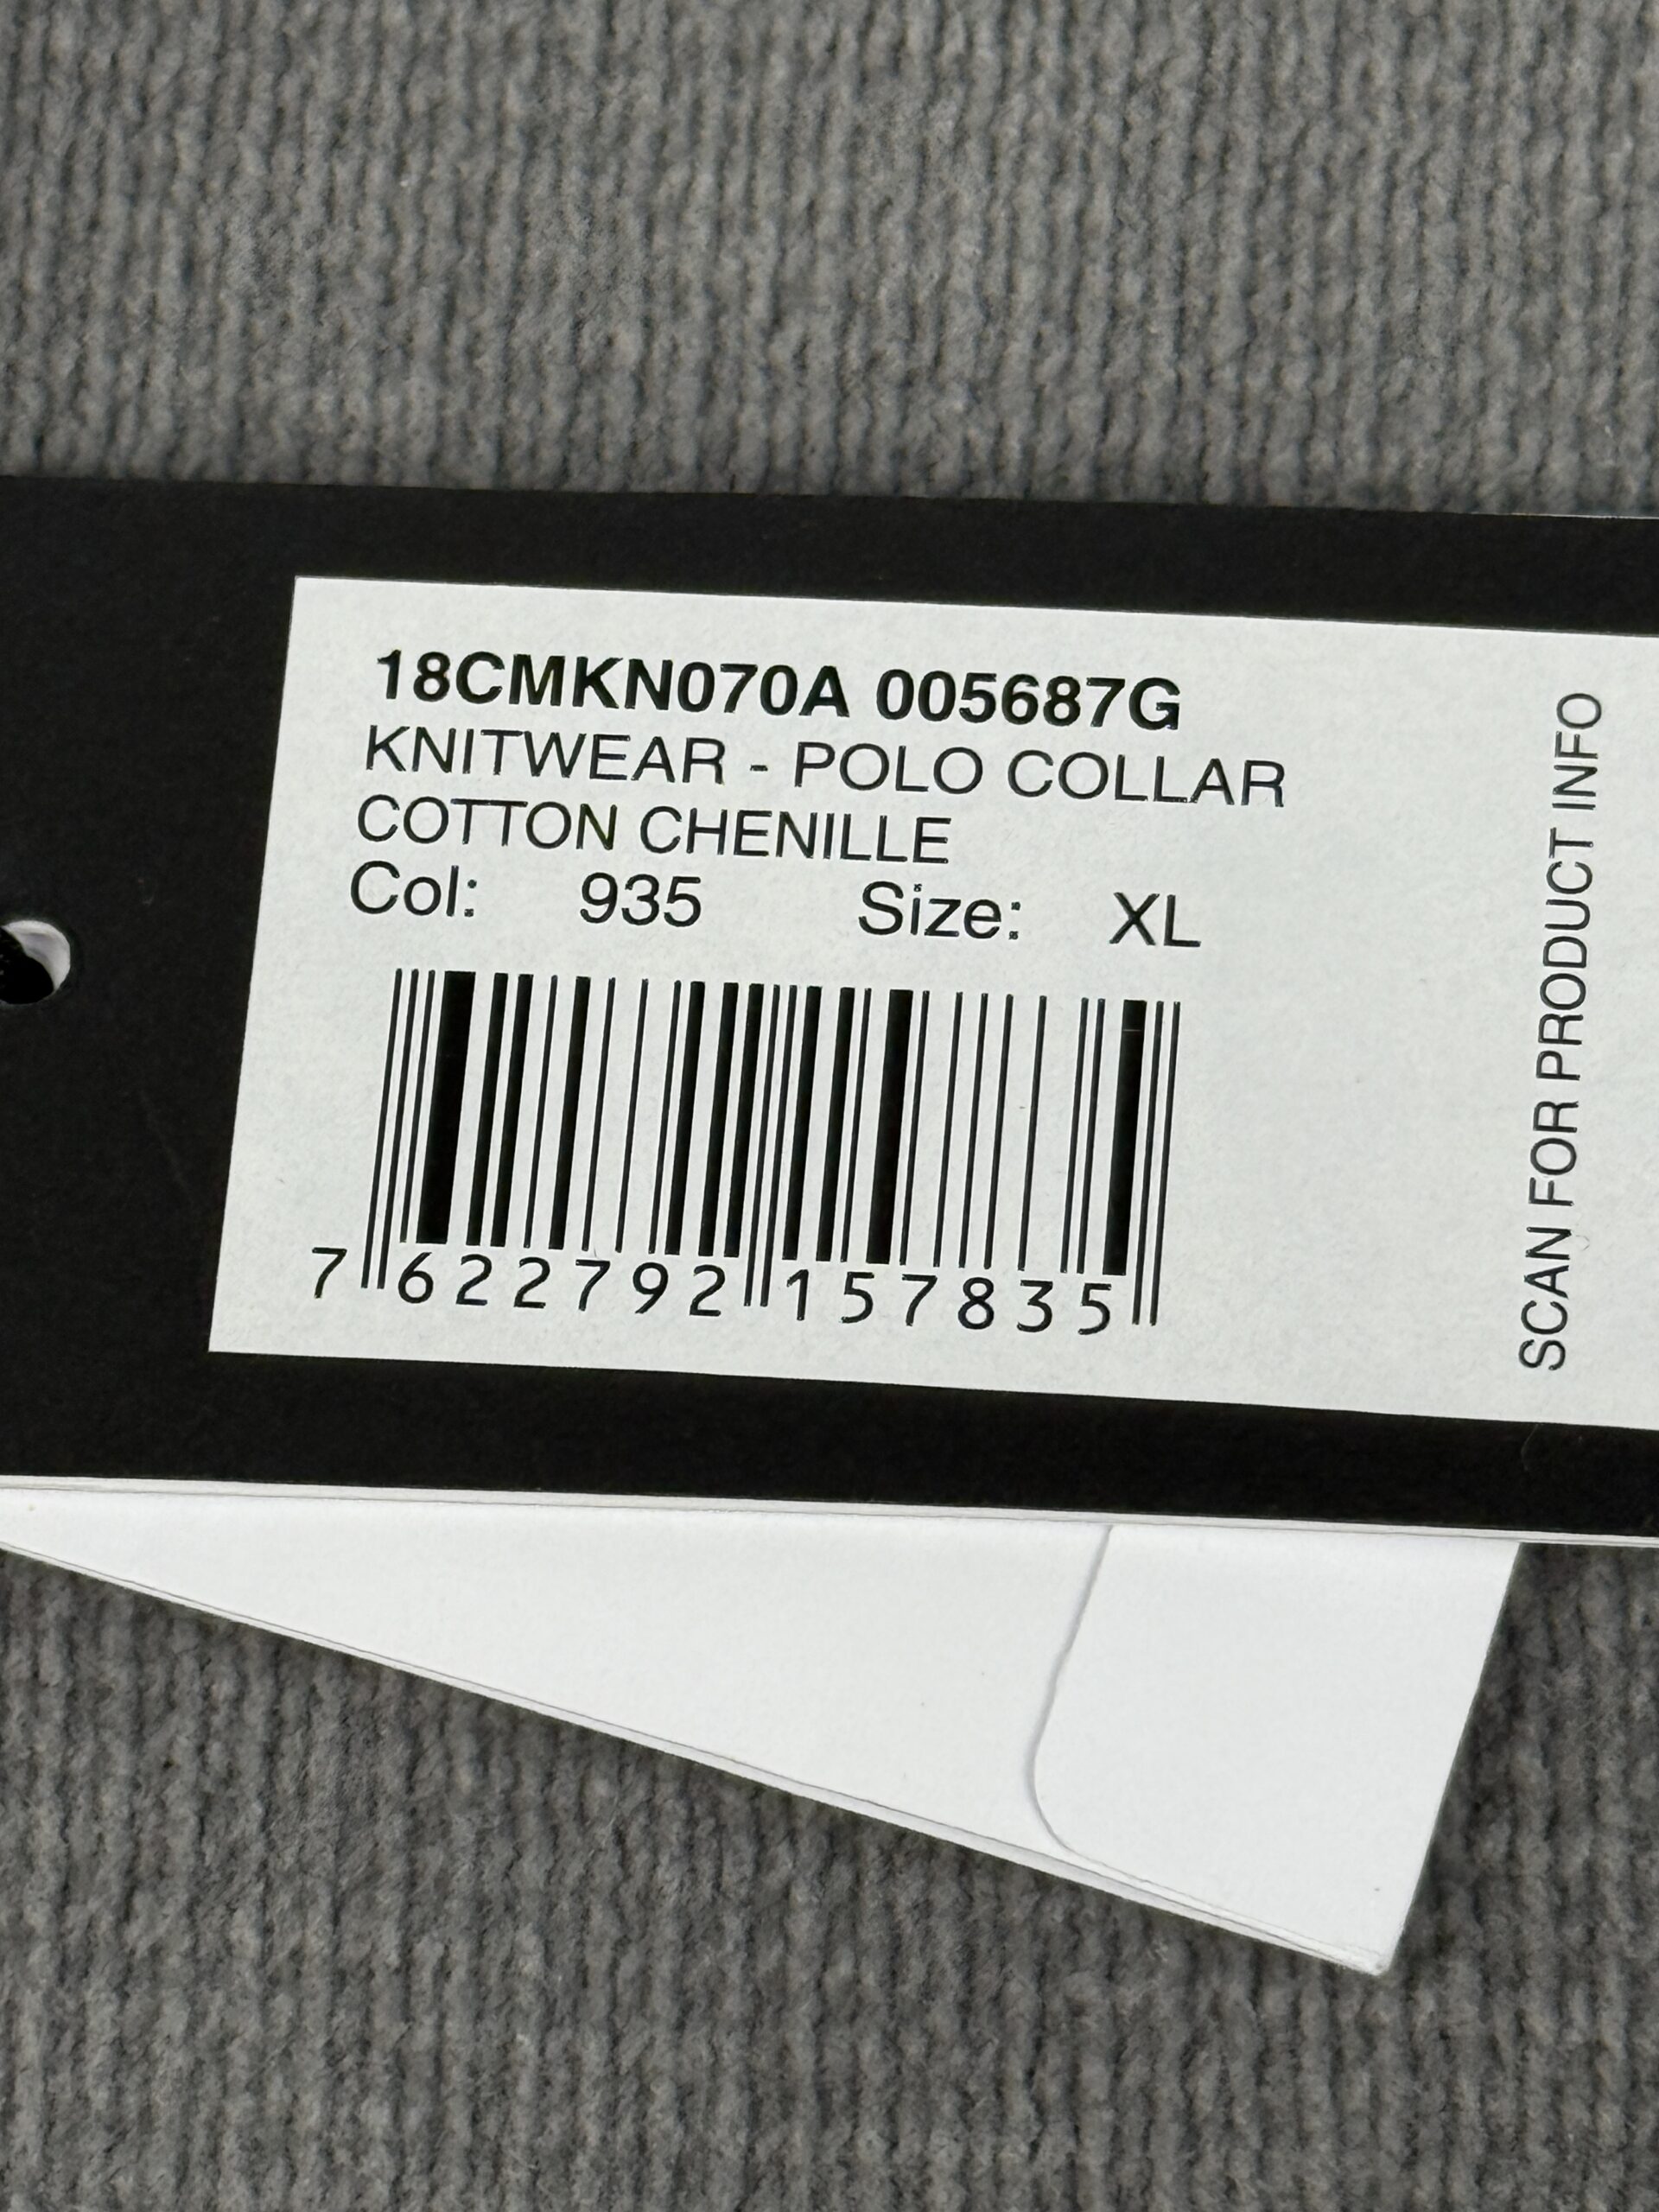 18CMKN070A 005687G
KNITWEAR - POLO COLLAR
COTTON CHENILLE
Col: 935 Size: XL
7 622792 157835
SCAN FOR PRODUCT INFO